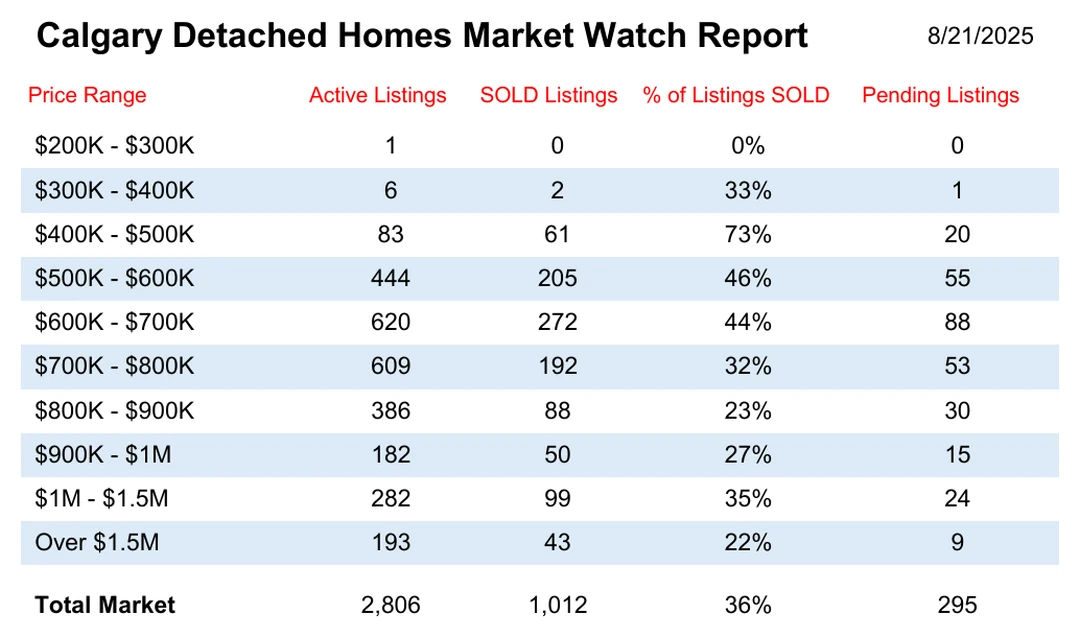 Calgary Detached Homes Market Watch Report 8/21/2025
Price Range Active Listings SOLD Listings % of Listings SOLD Pending Listings
$200K - $300K 1 0 0% 0
$300K - $400K 6 2 33% 1
$400K - $500K 83 61 73% 20
$500K - $600K 444 205 46% 55
$600K - $700K 620 272 44% 88
$700K - $800K 609 192 32% 53
$800K - $900K 386 88 23% 30
$900K - $1M 182 50 27% 15
$1M - $1.5M 282 99 35% 24
Over $1.5M 193 43 22% 9
Total Market 2,806 1,012 36% 295